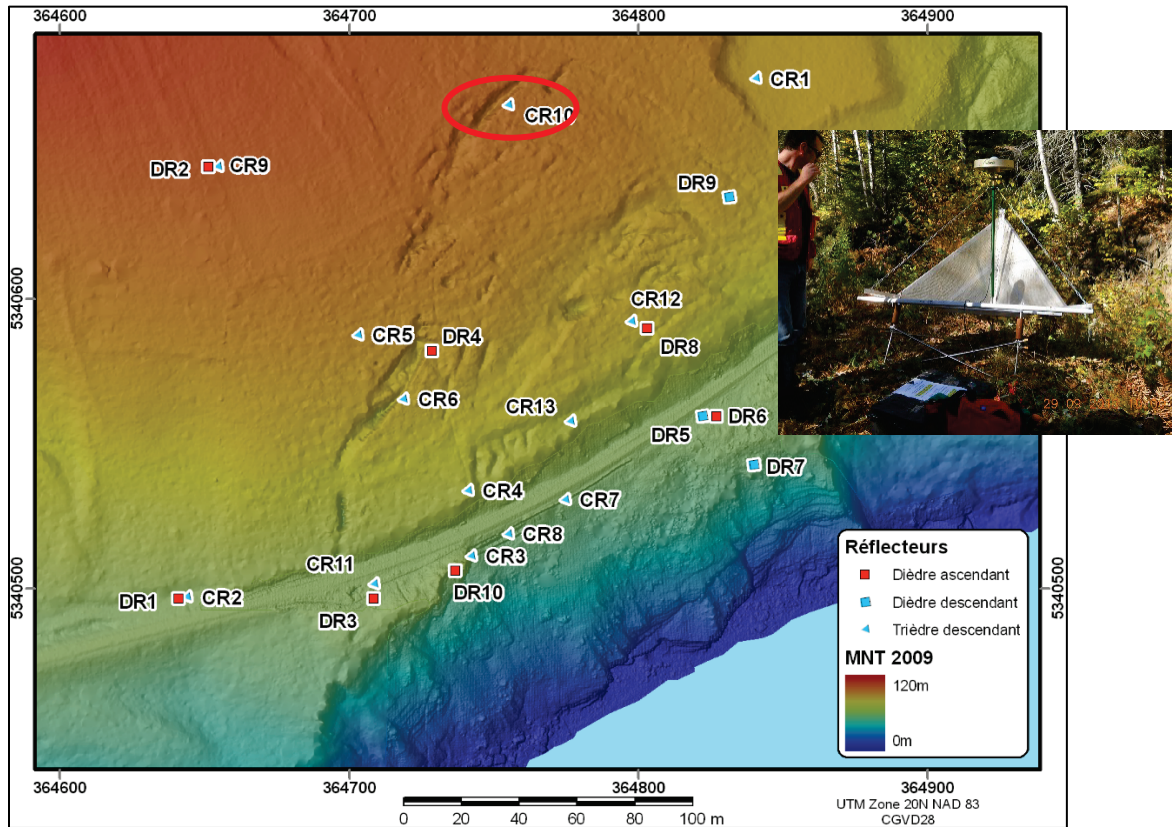 364600 364700 364800 364900
CR1
CR10
DR2 CR9
DR9
5340600
CR12
CR5 DR4
DR8
CR6
CR13
DR5 DR6
DR7
CR4
CR7
CR8
CR3
CR11
DR10
DR1 CR2
DR3
5340500 5340500
Réflecteurs
Dièdre ascendant
Dièdre descendant
Trièdre descendant
MNT 2009
120m
0m
364600 364700 364800 364900
0 20 40 60 80 100 m
UTM Zone 20N NAD 83
CGVD28